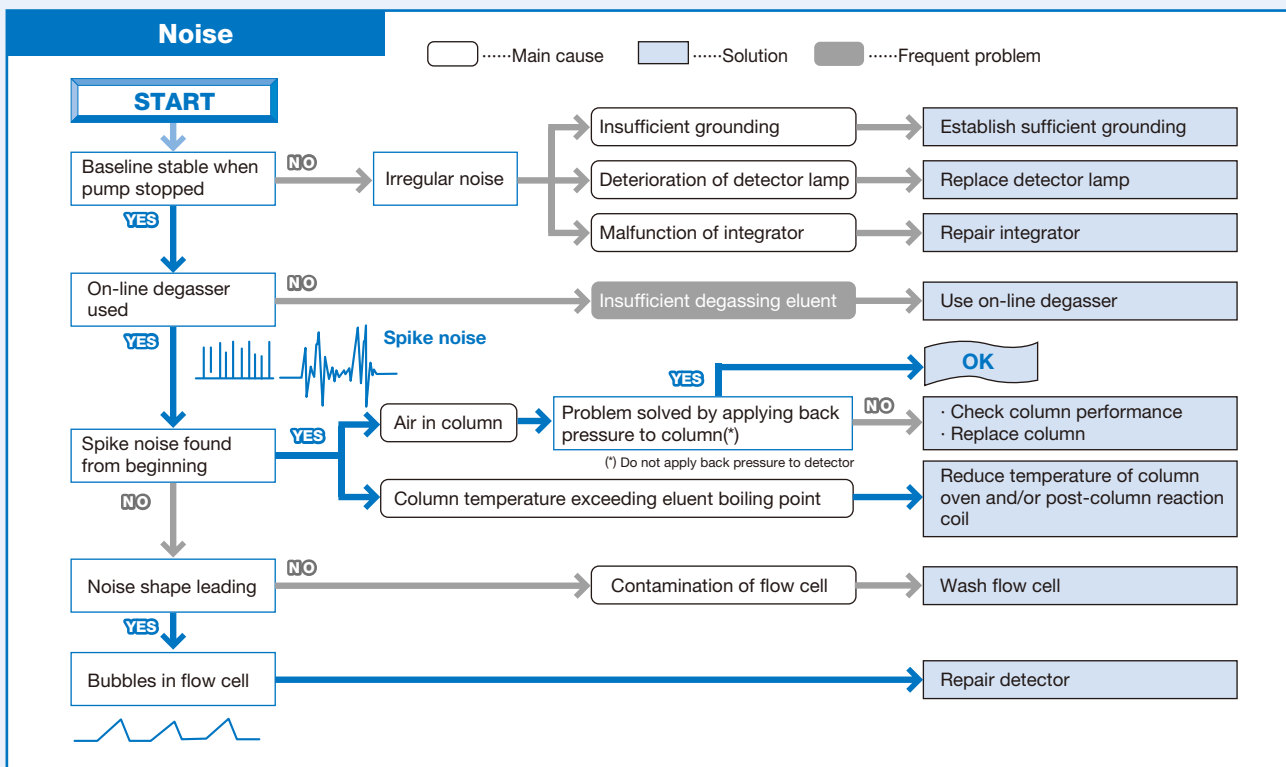 Noise
······Main cause
······Solution
······Frequent problem
START
Baseline stable when
pump stopped
NO
Irregular noise
Insufficient grounding
Establish sufficient grounding
Deterioration of detector lamp
Replace detector lamp
Malfunction of integrator
Repair integrator
YES
On-line degasser
used
NO
Insufficient degassing eluent
Use on-line degasser
YES
Spike noise
Spike noise found
from beginning
YES
Air in column
Problem solved by applying back
pressure to column(*)
(*) Do not apply back pressure to detector
YES
OK
NO
· Check column performance
· Replace column
Column temperature exceeding eluent boiling point
Reduce temperature of column
oven and/or post-column reaction
coil
NO
Noise shape leading
NO
Contamination of flow cell
Wash flow cell
YES
Bubbles in flow cell
Repair detector